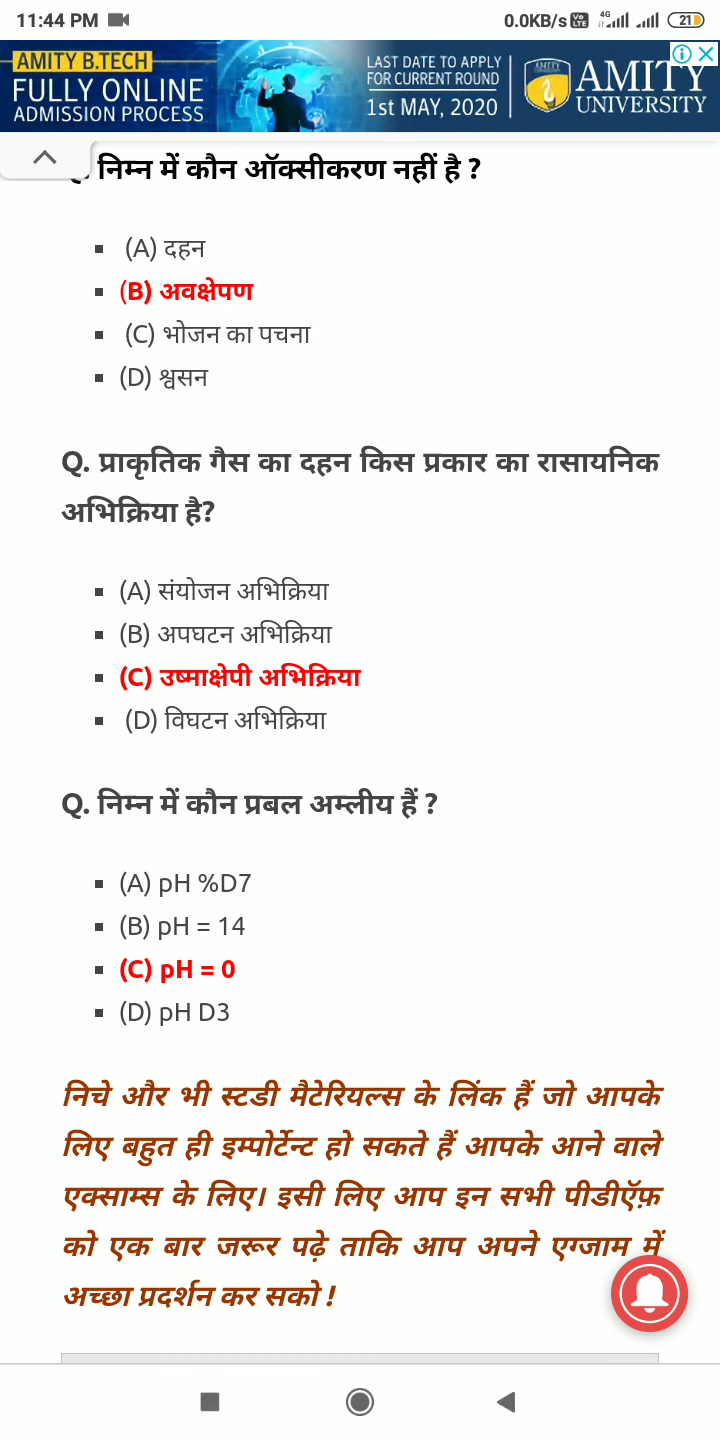 11:44 PM
0.0KB/s Vo LTE 4G 21
AMITY B.TECH
FULLY ONLINE
ADMISSION PROCESS
LAST DATE TO APPLY
FOR CURRENT ROUND
1st MAY, 2020
AMITY
AMITY
UNIVERSITY
निम्न में कौन ऑक्सीकरण नहीं है ?
(A) दहन
(B) अवक्षेपण
(C) भोजन का पचना
(D) श्वसन
Q. प्राकृतिक गैस का दहन किस प्रकार का रासायनिक
अभिक्रिया है?
(A) संयोजन अभिक्रिया
(B) अपघटन अभिक्रिया
(C) उष्माक्षेपी अभिक्रिया
(D) विघटन अभिक्रिया
Q. निम्न में कौन प्रबल अम्लीय हैं ?
(A) pH %D7
(B) pH = 14
(C) pH = 0
(D) pH D3
निचे और भी स्टडी मैटेरियल्स के लिंक हैं जो आपके
लिए बहुत ही इम्पोर्टेन्ट हो सकते हैं आपके आने वाले
एक्साम्स के लिए। इसी लिए आप इन सभी पीडीऍफ़
को एक बार जरूर पढ़े ताकि आप अपने एग्जाम में
अच्छा प्रदर्शन कर सको !